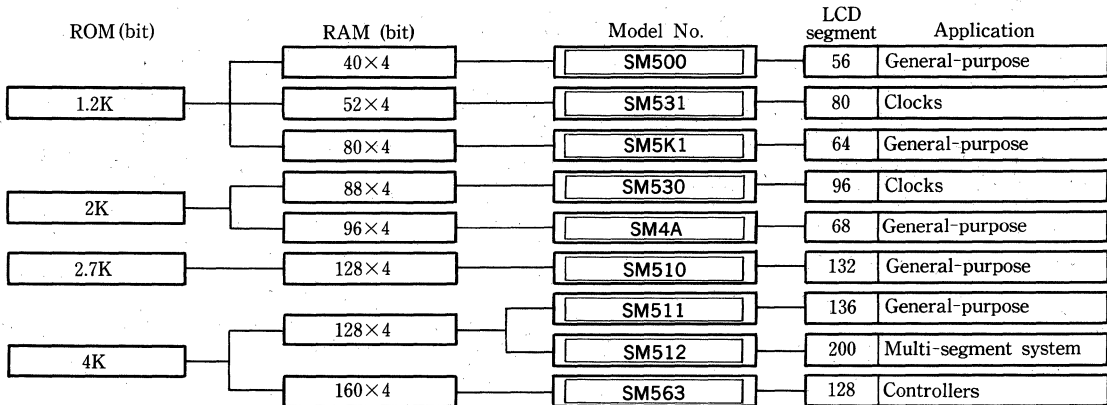 ROM (bit) RAM (bit) Model No. LCD segment Application
40×4 SM500 56 General-purpose
1.2K 52×4 SM531 80 Clocks
80×4 SM5K1 64 General-purpose
88×4 SM530 96 Clocks
2K
96×4 SM4A 68 General-purpose
2.7K 128×4 SM510 132 General-purpose
SM511 136 General-purpose
128×4
SM512 200 Multi-segment system
4K
160×4 SM563 128 Controllers